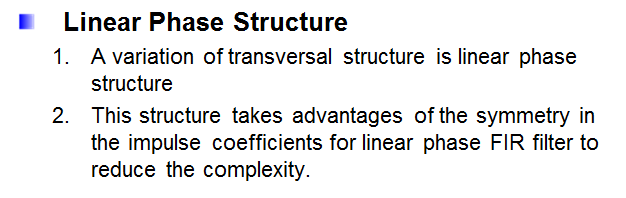 Linear Phase Structure
1. A variation of transversal structure is linear phase
structure
2. This structure takes advantages of the symmetry in
the impulse coefficients for linear phase FIR filter to
reduce the complexity.